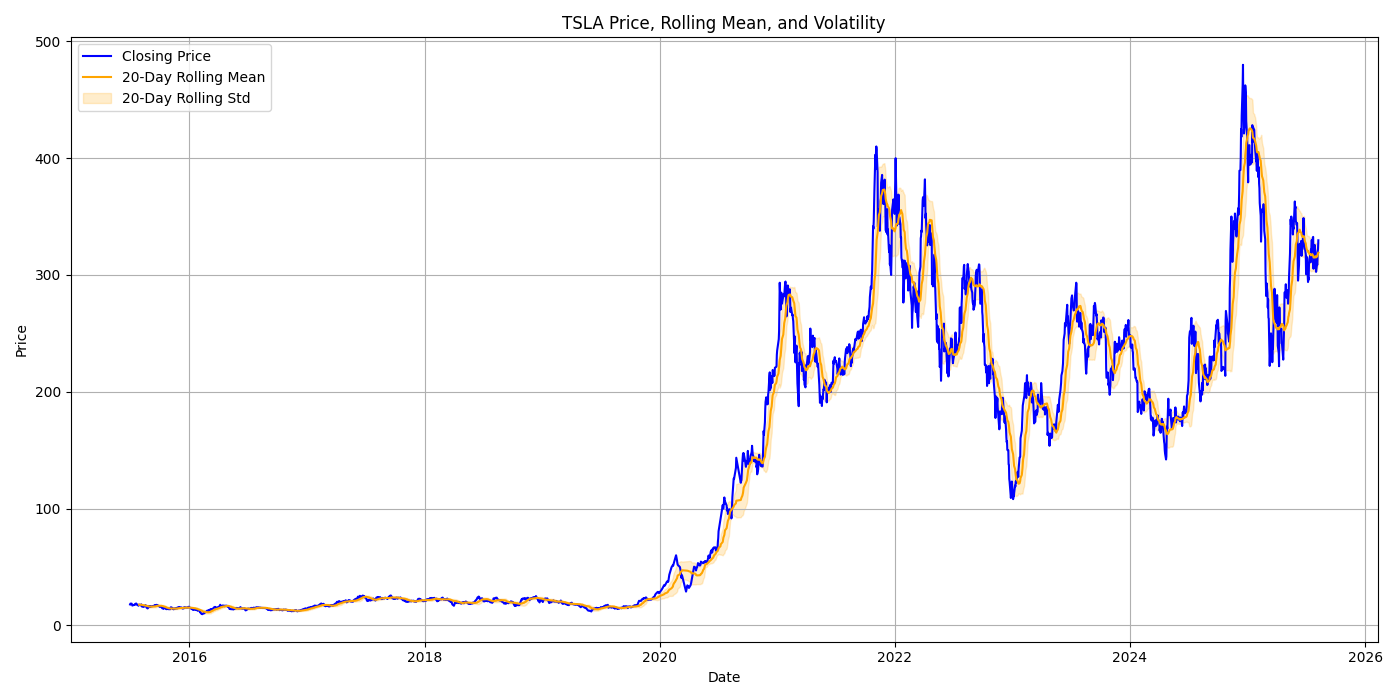 TSLA Price, Rolling Mean, and Volatility
500
400
300
200
100
0
Price
Closing Price
20-Day Rolling Mean
20-Day Rolling Std
2016
2018
2020
2022
2024
2026
Date